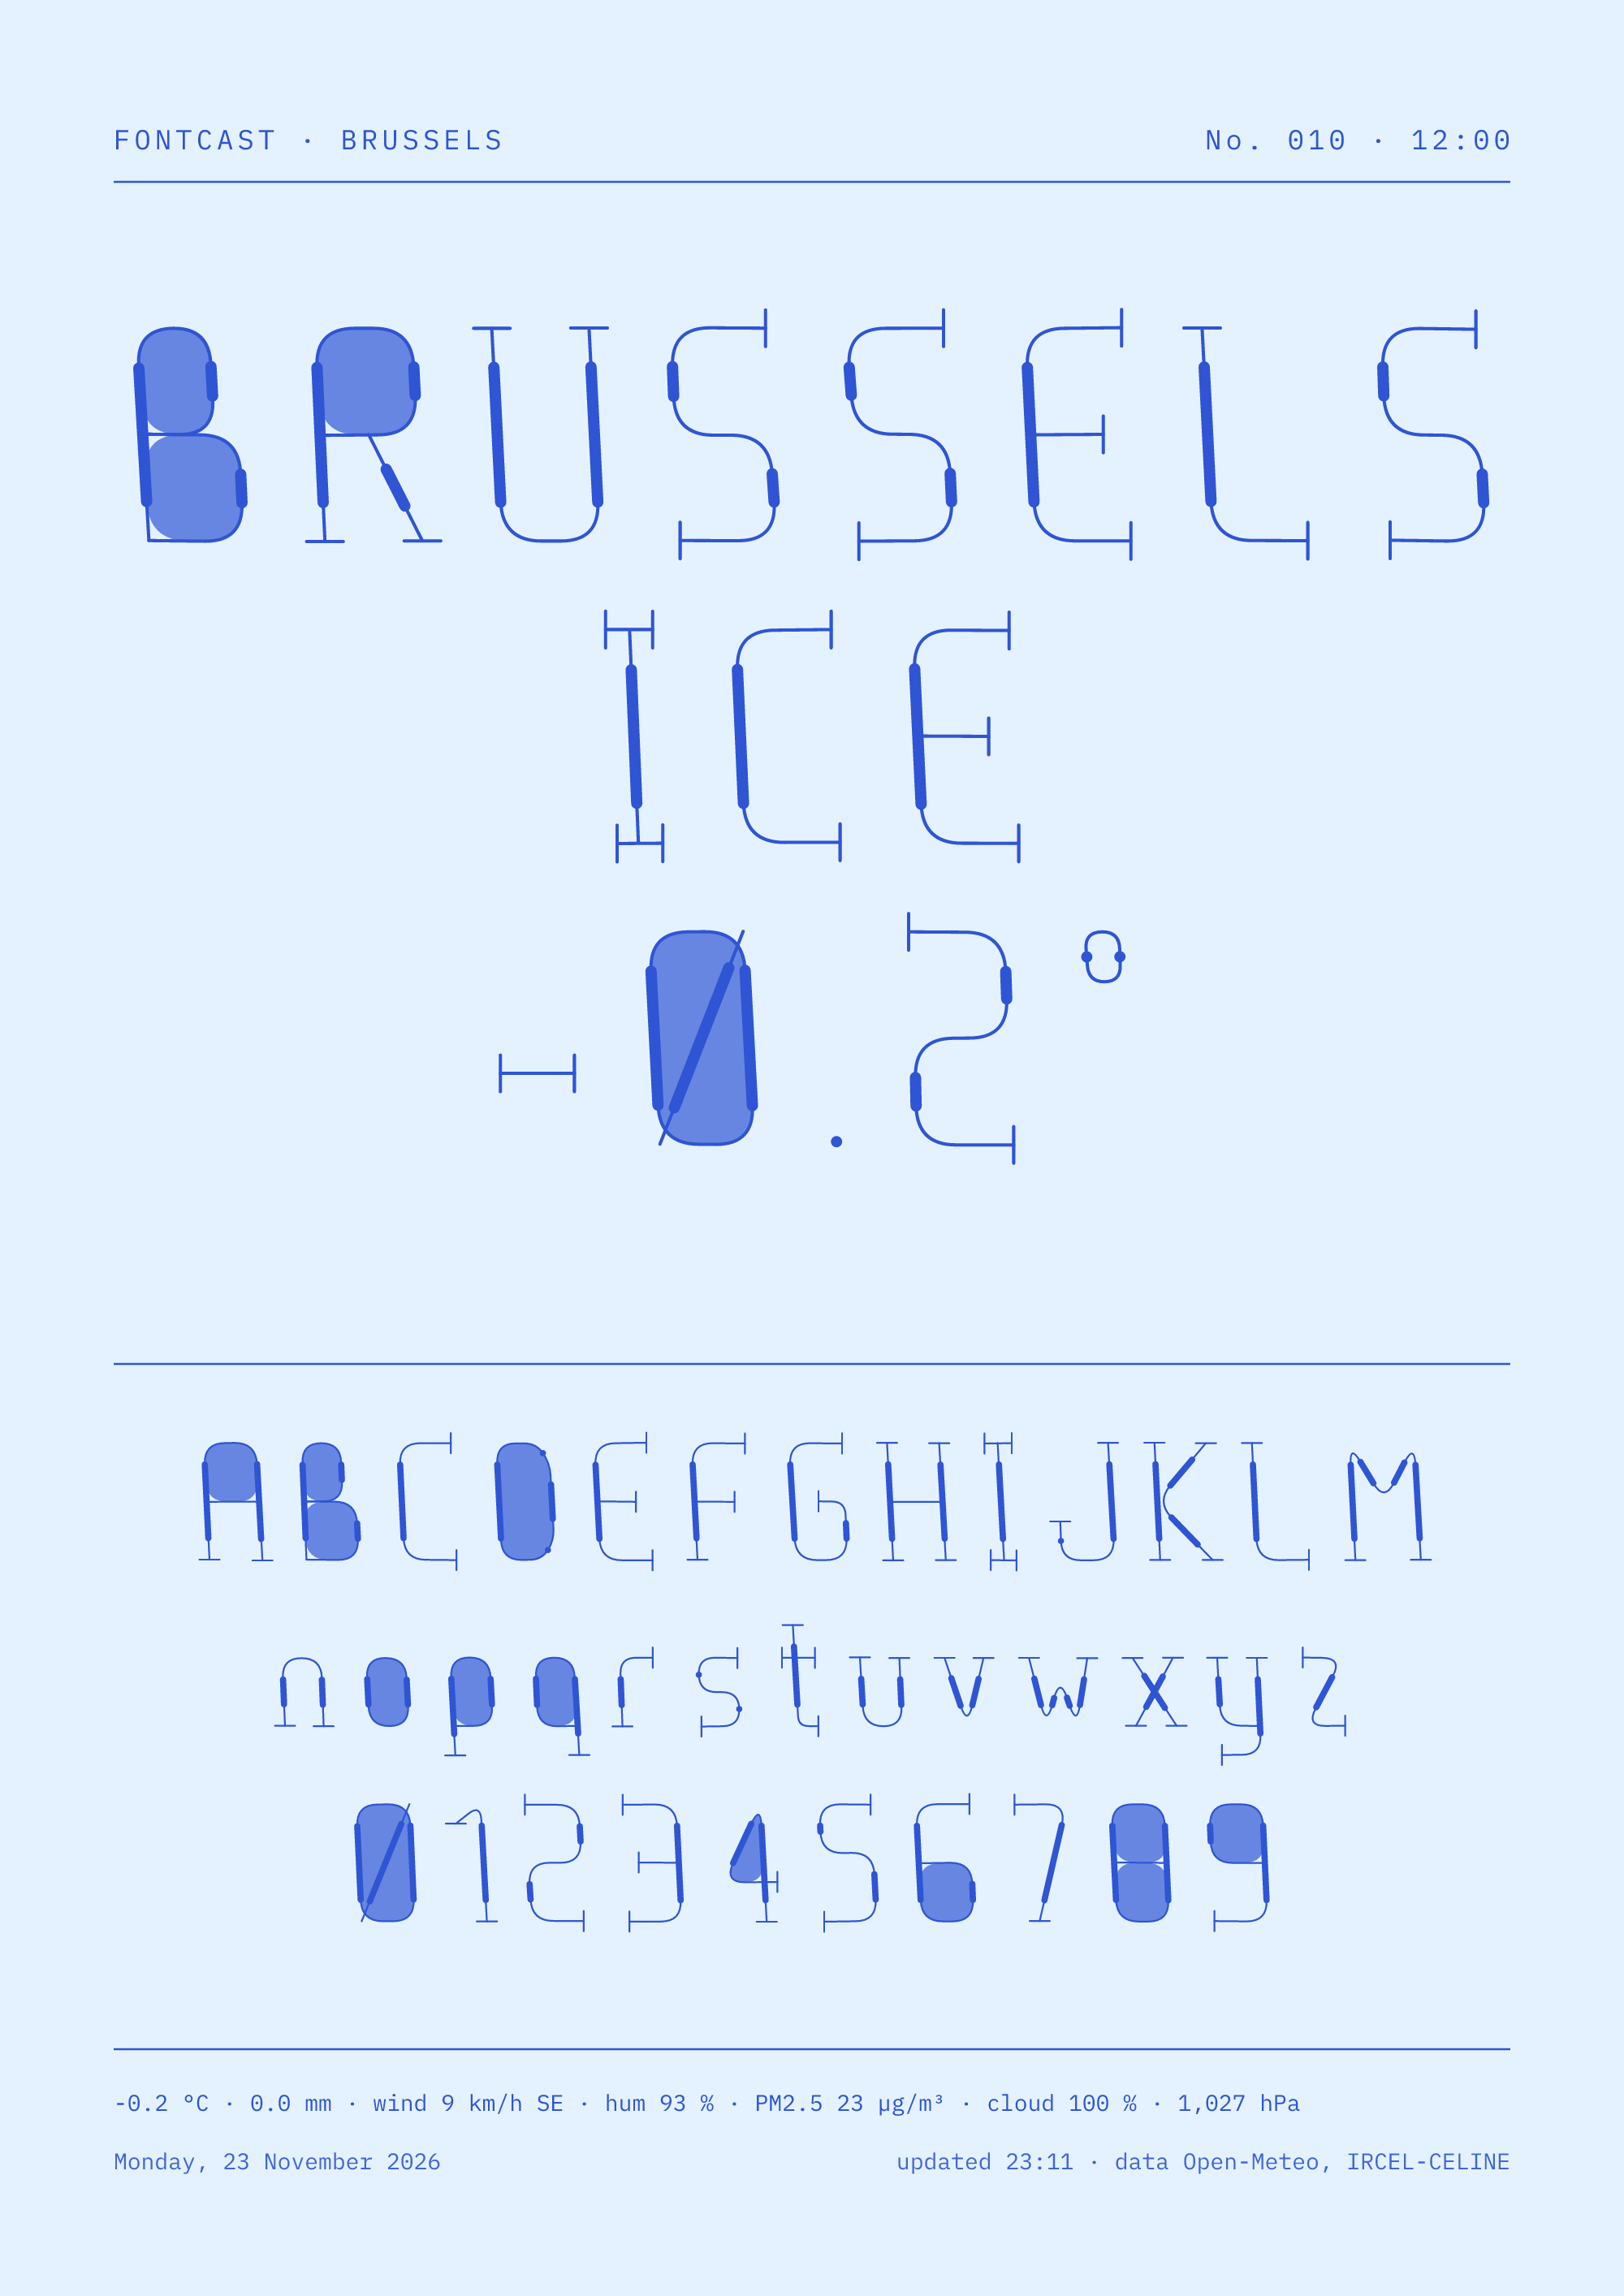 FONTCAST · BRUSSELS No. 010 · 12:00
BRUSSELS
ICE
-0.2°
ABCDEFGHIJKLM
nopqrstuvwxyz
0123456789
-0.2 °C · 0.0 mm · wind 9 km/h SE · hum 93 % · PM2.5 23 µg/m³ · cloud 100 % · 1,027 hPa
Monday, 23 November 2026 updated 23:11 · data Open-Meteo, IRCEL-CELINE